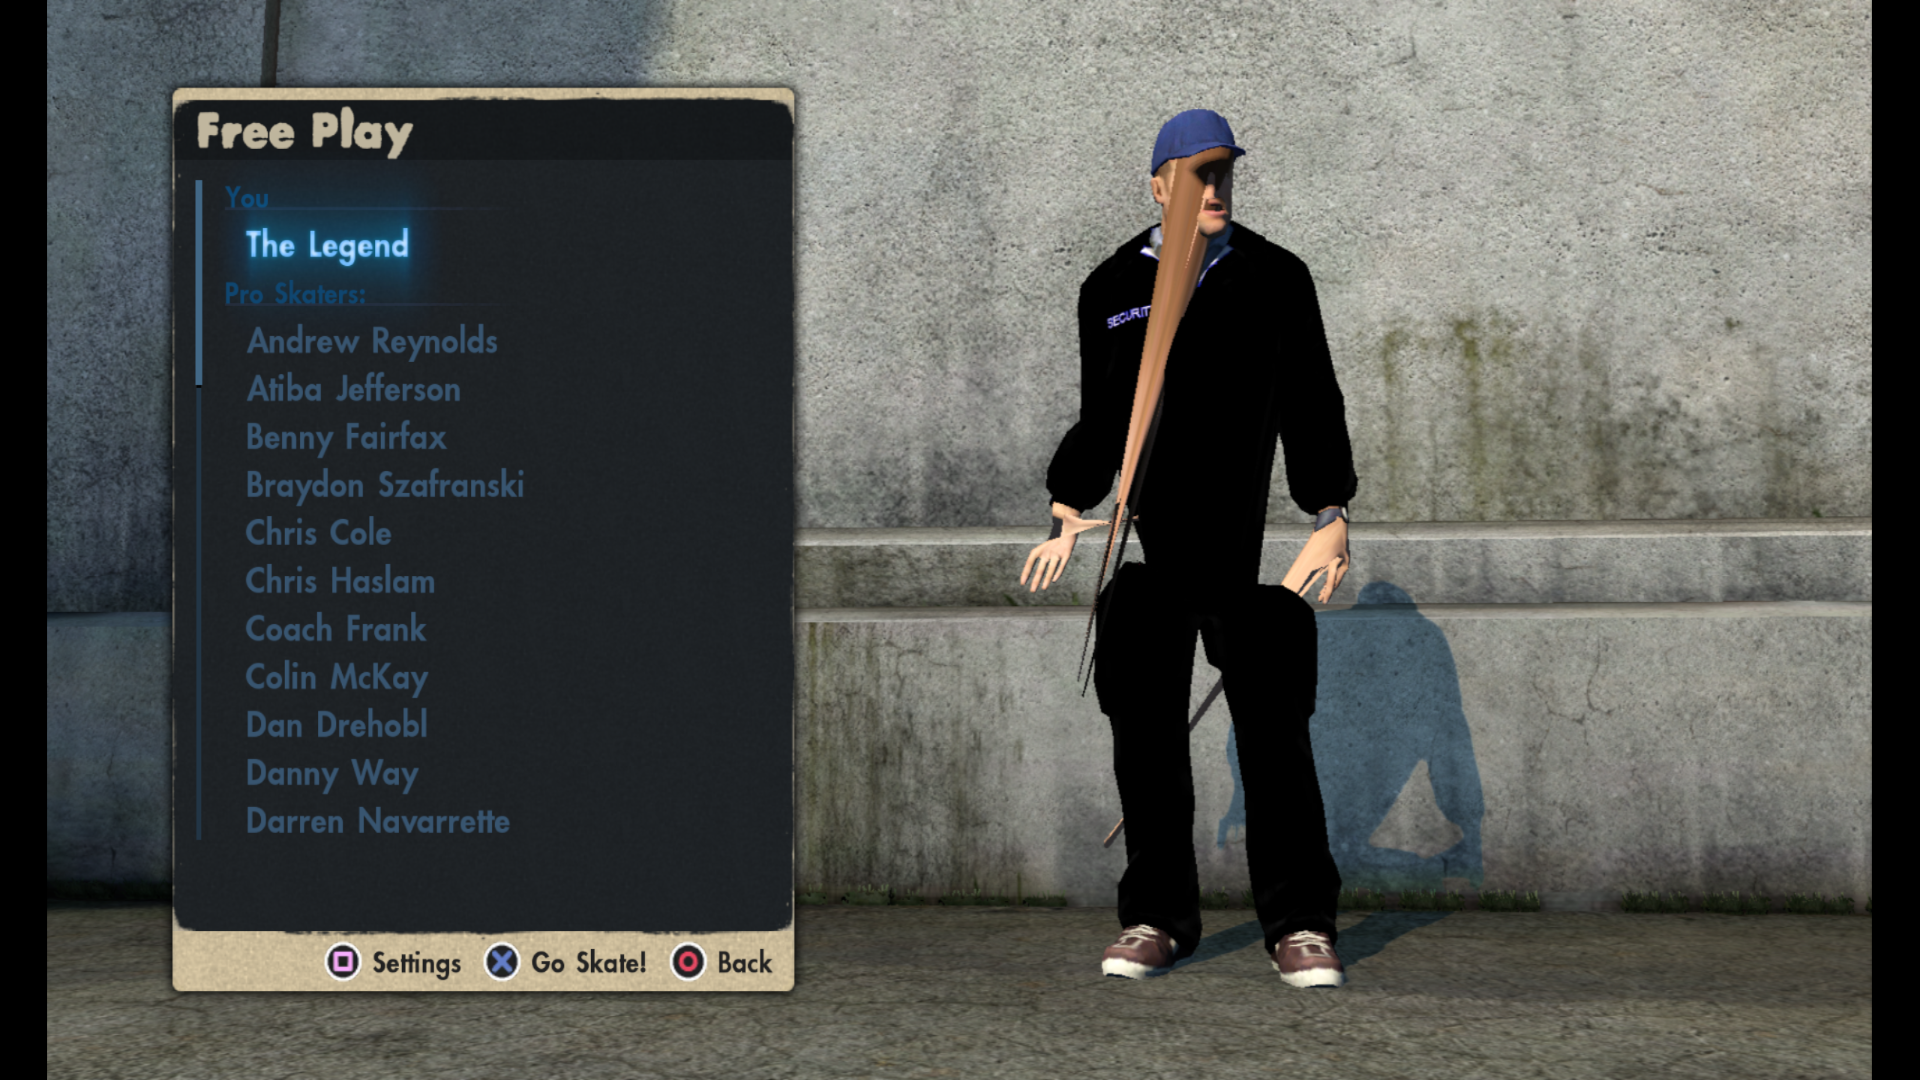 Free Play
You
The Legend
Pro Skaters:
Andrew Reynolds
Atiba Jefferson
Benny Fairfax
Braydon Szafranski
Chris Cole
Chris Haslam
Coach Frank
Colin McKay
Dan Drehobl
Danny Way
Darren Navarrette
Settings Go Skate! Back
SECURIT